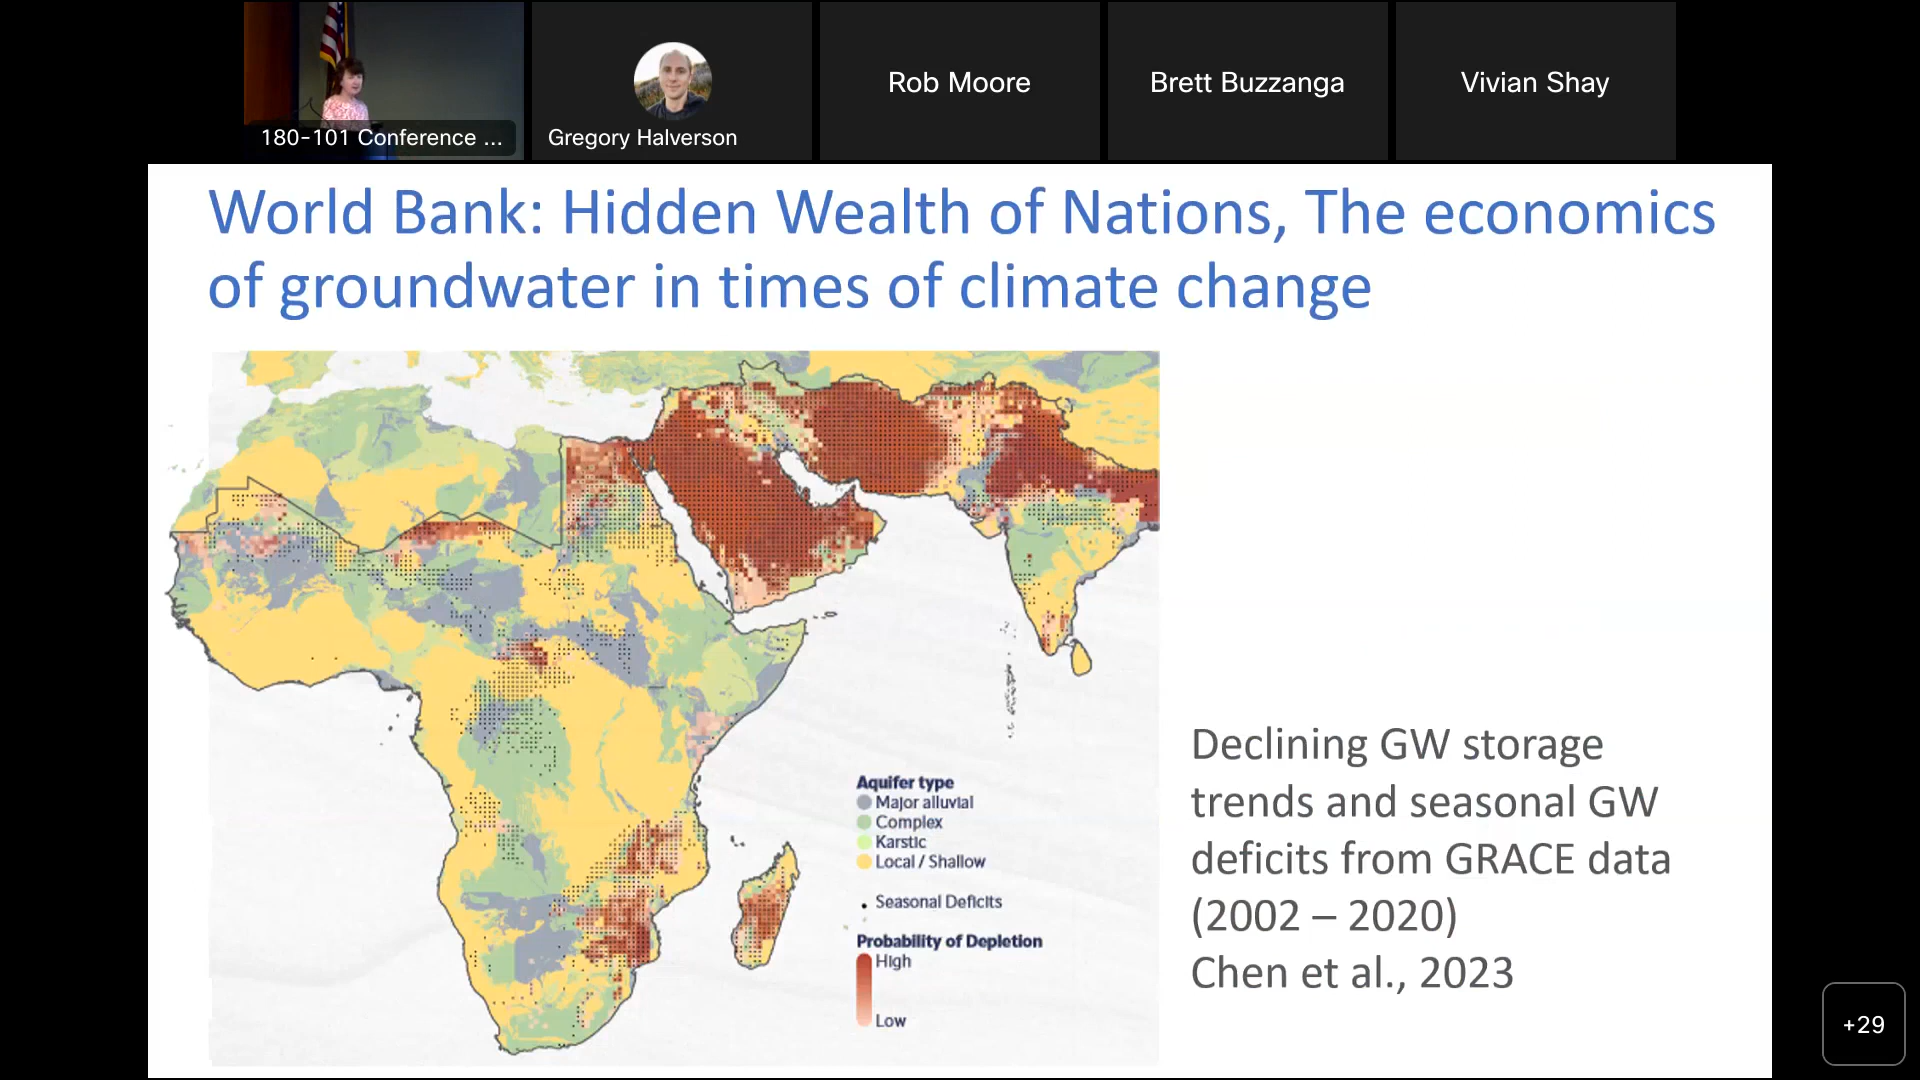 180-101 Conference ...
Gregory Halverson
Rob Moore
Brett Buzzanga
Vivian Shay
World Bank: Hidden Wealth of Nations, The economics
of groundwater in times of climate change
Aquifer type
Major alluvial
Complex
Karstic
Local / Shallow
Seasonal Deficits
Probability of Depletion
High
Low
Declining GW storage
trends and seasonal GW
deficits from GRACE data
(2002 – 2020)
Chen et al., 2023
+29